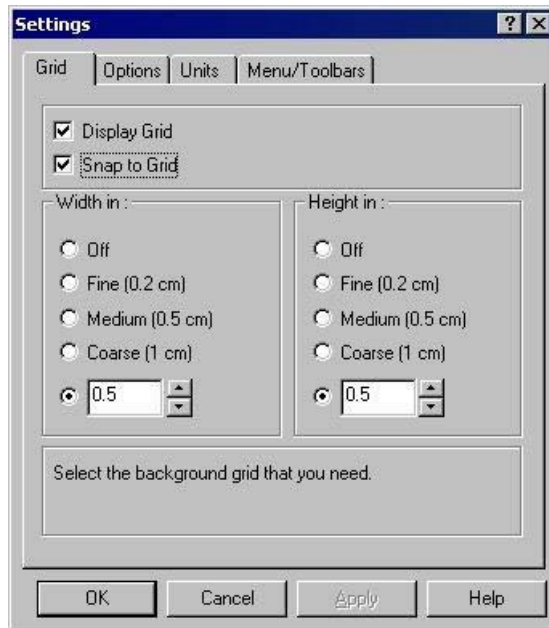 Settings
Grid Options Units Menu/Toolbars
Display Grid
Snap to Grid
Width in :
Off
Fine (0.2 cm)
Medium (0.5 cm)
Coarse (1 cm)
0.5
Height in :
Off
Fine (0.2 cm)
Medium (0.5 cm)
Coarse (1 cm)
0.5
Select the background grid that you need.
OK Cancel Apply Help